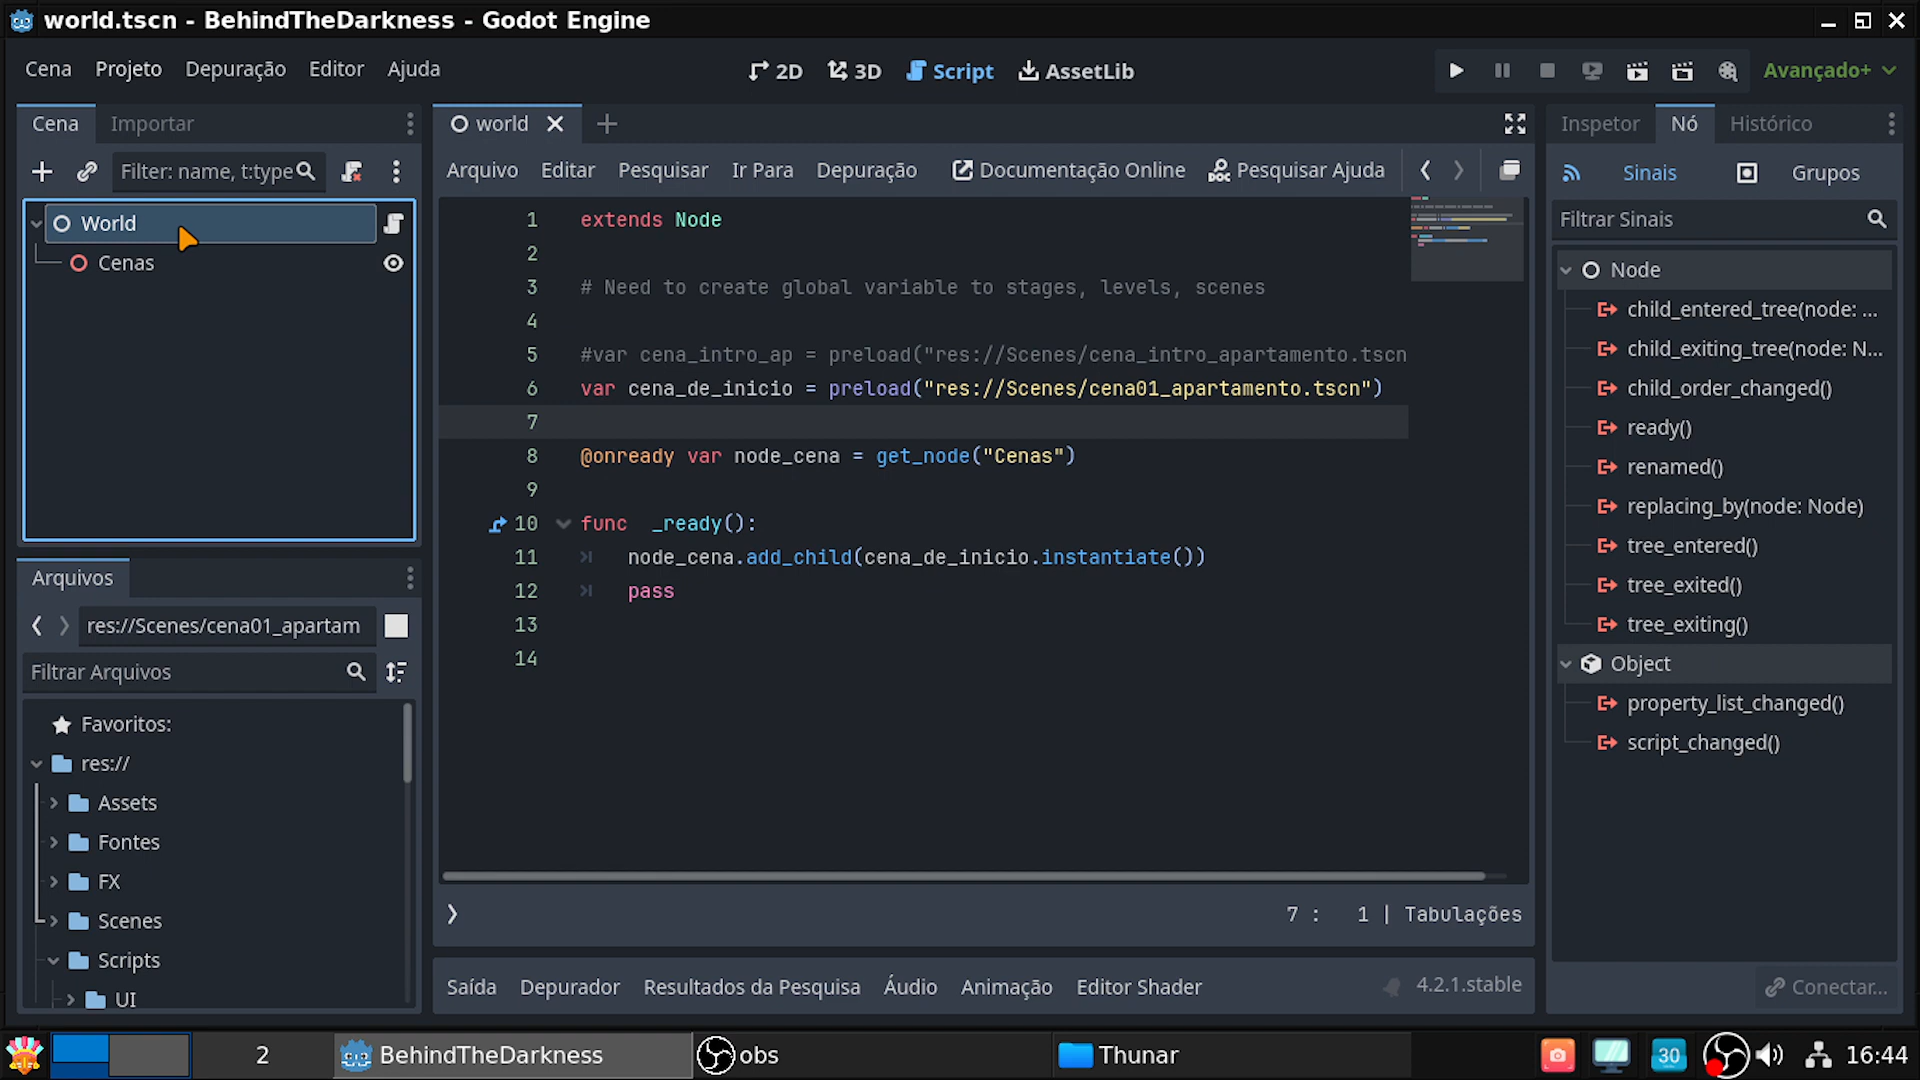 world.tscn - BehindTheDarkness - Godot Engine
Cena Projeto Depuração Editor Ajuda
2D 3D Script AssetLib
Avançado+
Cena Importar
Filter: name, t:type
World
Cenas
world
Arquivo Editar Pesquisar Ir Para Depuração Documentação Online Pesquisar Ajuda
1 extends Node
2
3 # Need to create global variable to stages, levels, scenes
4
5 #var cena_intro_ap = preload("res://Scenes/cena_intro_apartamento.tscn
6 var cena_de_inicio = preload("res://Scenes/cena01_apartamento.tscn")
7
8 @onready var node_cena = get_node("Cenas")
9
10 func _ready():
11 node_cena.add_child(cena_de_inicio.instantiate())
12 pass
13
14
7 : 1 | Tabulações
Saída Depurador Resultados da Pesquisa Áudio Animação Editor Shader 4.2.1.stable
Arquivos
res://Scenes/cena01_apartam
Filtrar Arquivos
Favoritos:
res://
Assets
Fontes
FX
Scenes
Scripts
UI
Inspetor Nó Histórico
Sinais Grupos
Filtrar Sinais
Node
child_entered_tree(node: ...
child_exiting_tree(node: N...
child_order_changed()
ready()
renamed()
replacing_by(node: Node)
tree_entered()
tree_exited()
tree_exiting()
Object
property_list_changed()
script_changed()
Conectar...
2 BehindTheDarkness obs Thunar 30 16:44